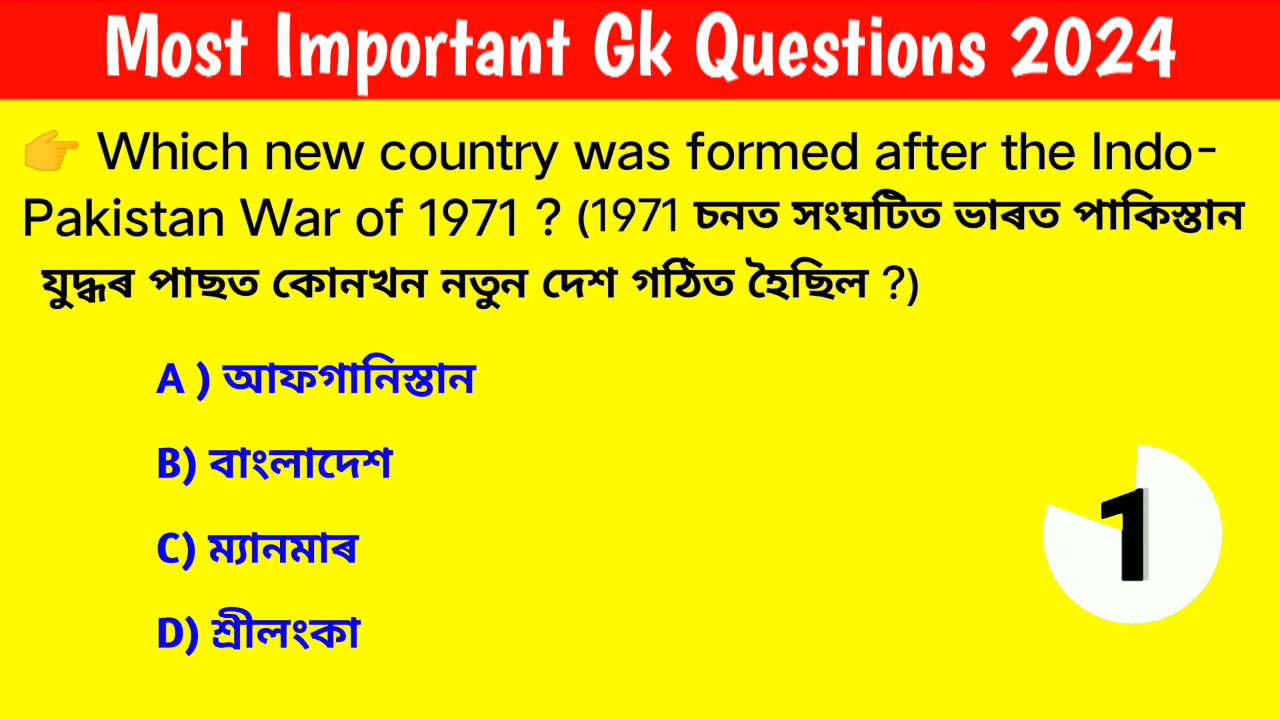 Most Important Gk Questions 2024
👉 Which new country was formed after the Indo-
Pakistan War of 1971 ? (1971 চনত সংঘটিত ভাৰত পাকিস্তান
যুদ্ধৰ পাছত কোনখন নতুন দেশ গঠিত হৈছিল ?)
A ) আফগানিস্তান
B) বাংলাদেশ
C) ম্যানমাৰ
D) শ্ৰীলংকা
1